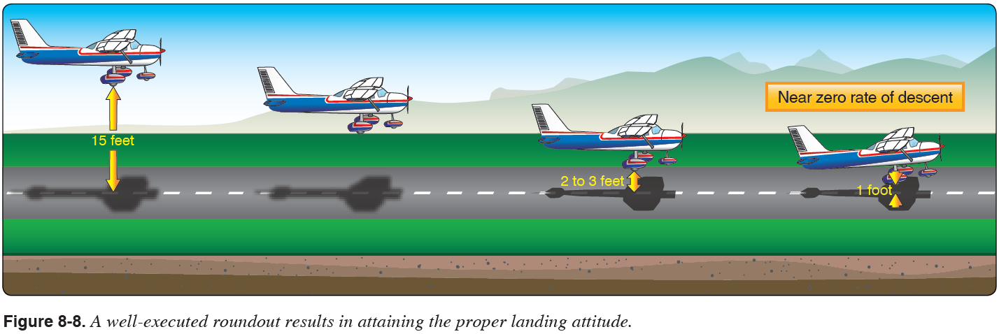 Near zero rate of descent
15 feet
2 to 3 feet
1 foot
Figure 8-8. A well-executed roundout results in attaining the proper landing attitude.